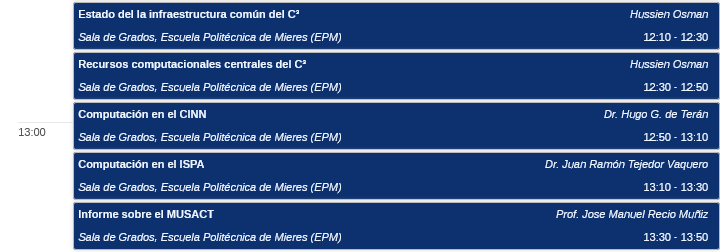 Estado del la infraestructura común del C³ Hussien Osman
Sala de Grados, Escuela Politécnica de Mieres (EPM) 12:10 - 12:30
Recursos computacionales centrales del C³ Hussien Osman
Sala de Grados, Escuela Politécnica de Mieres (EPM) 12:30 - 12:50
Computación en el CINN Dr. Hugo G. de Terán
13:00
Sala de Grados, Escuela Politécnica de Mieres (EPM) 12:50 - 13:10
Computación en el ISPA Dr. Juan Ramón Tejedor Vaquero
Sala de Grados, Escuela Politécnica de Mieres (EPM) 13:10 - 13:30
Informe sobre el MUSACT Prof. Jose Manuel Recio Muñiz
Sala de Grados, Escuela Politécnica de Mieres (EPM) 13:30 - 13:50